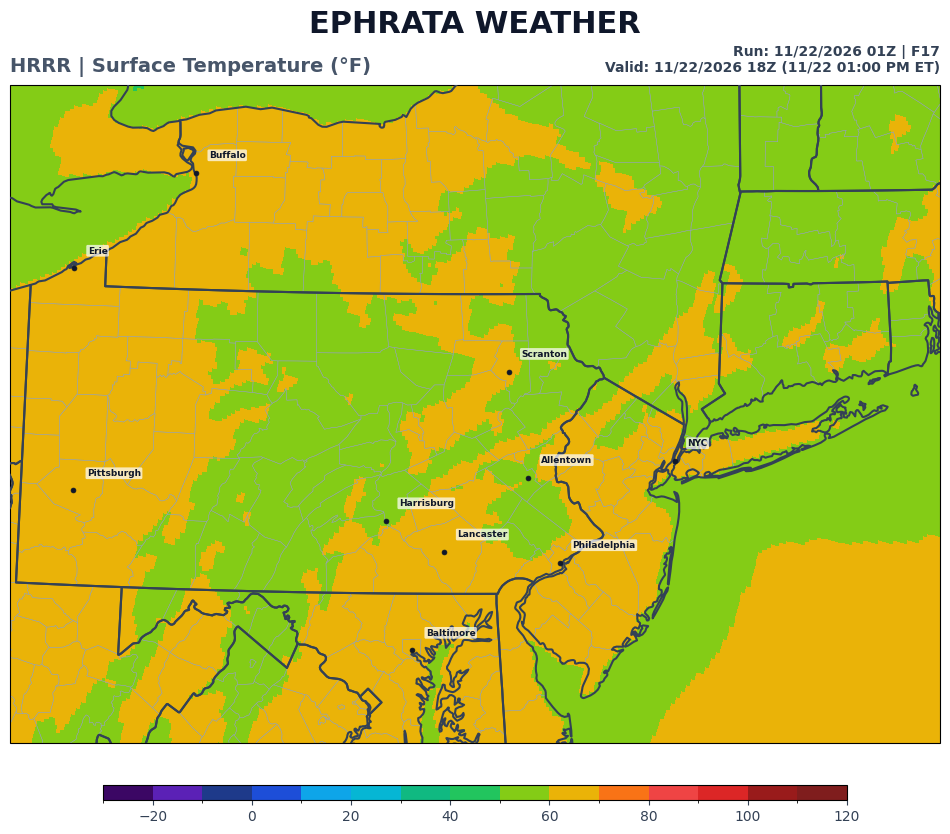 EPHRATA WEATHER
HRRR | Surface Temperature (°F)
Run: 11/22/2026 01Z | F17
Valid: 11/22/2026 18Z (11/22 01:00 PM ET)
Buffalo
Erie
Scranton
NYC
Allentown
Pittsburgh
Harrisburg
Lancaster
Philadelphia
Baltimore
−20 0 20 40 60 80 100 120